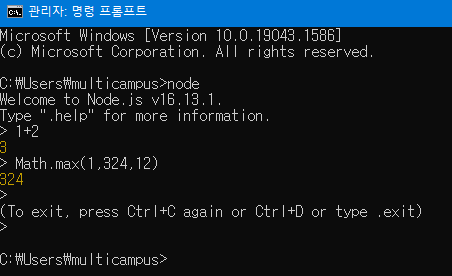 관리자: 명령 프롬프트
Microsoft Windows [Version 10.0.19043.1586]
(c) Microsoft Corporation. All rights reserved.
C:₩Users₩multicampus>node
Welcome to Node.js v16.13.1.
Type ".help" for more information.
> 1+2
3
> Math.max(1,324,12)
324
>
(To exit, press Ctrl+C again or Ctrl+D or type .exit)
>
C:₩Users₩multicampus>